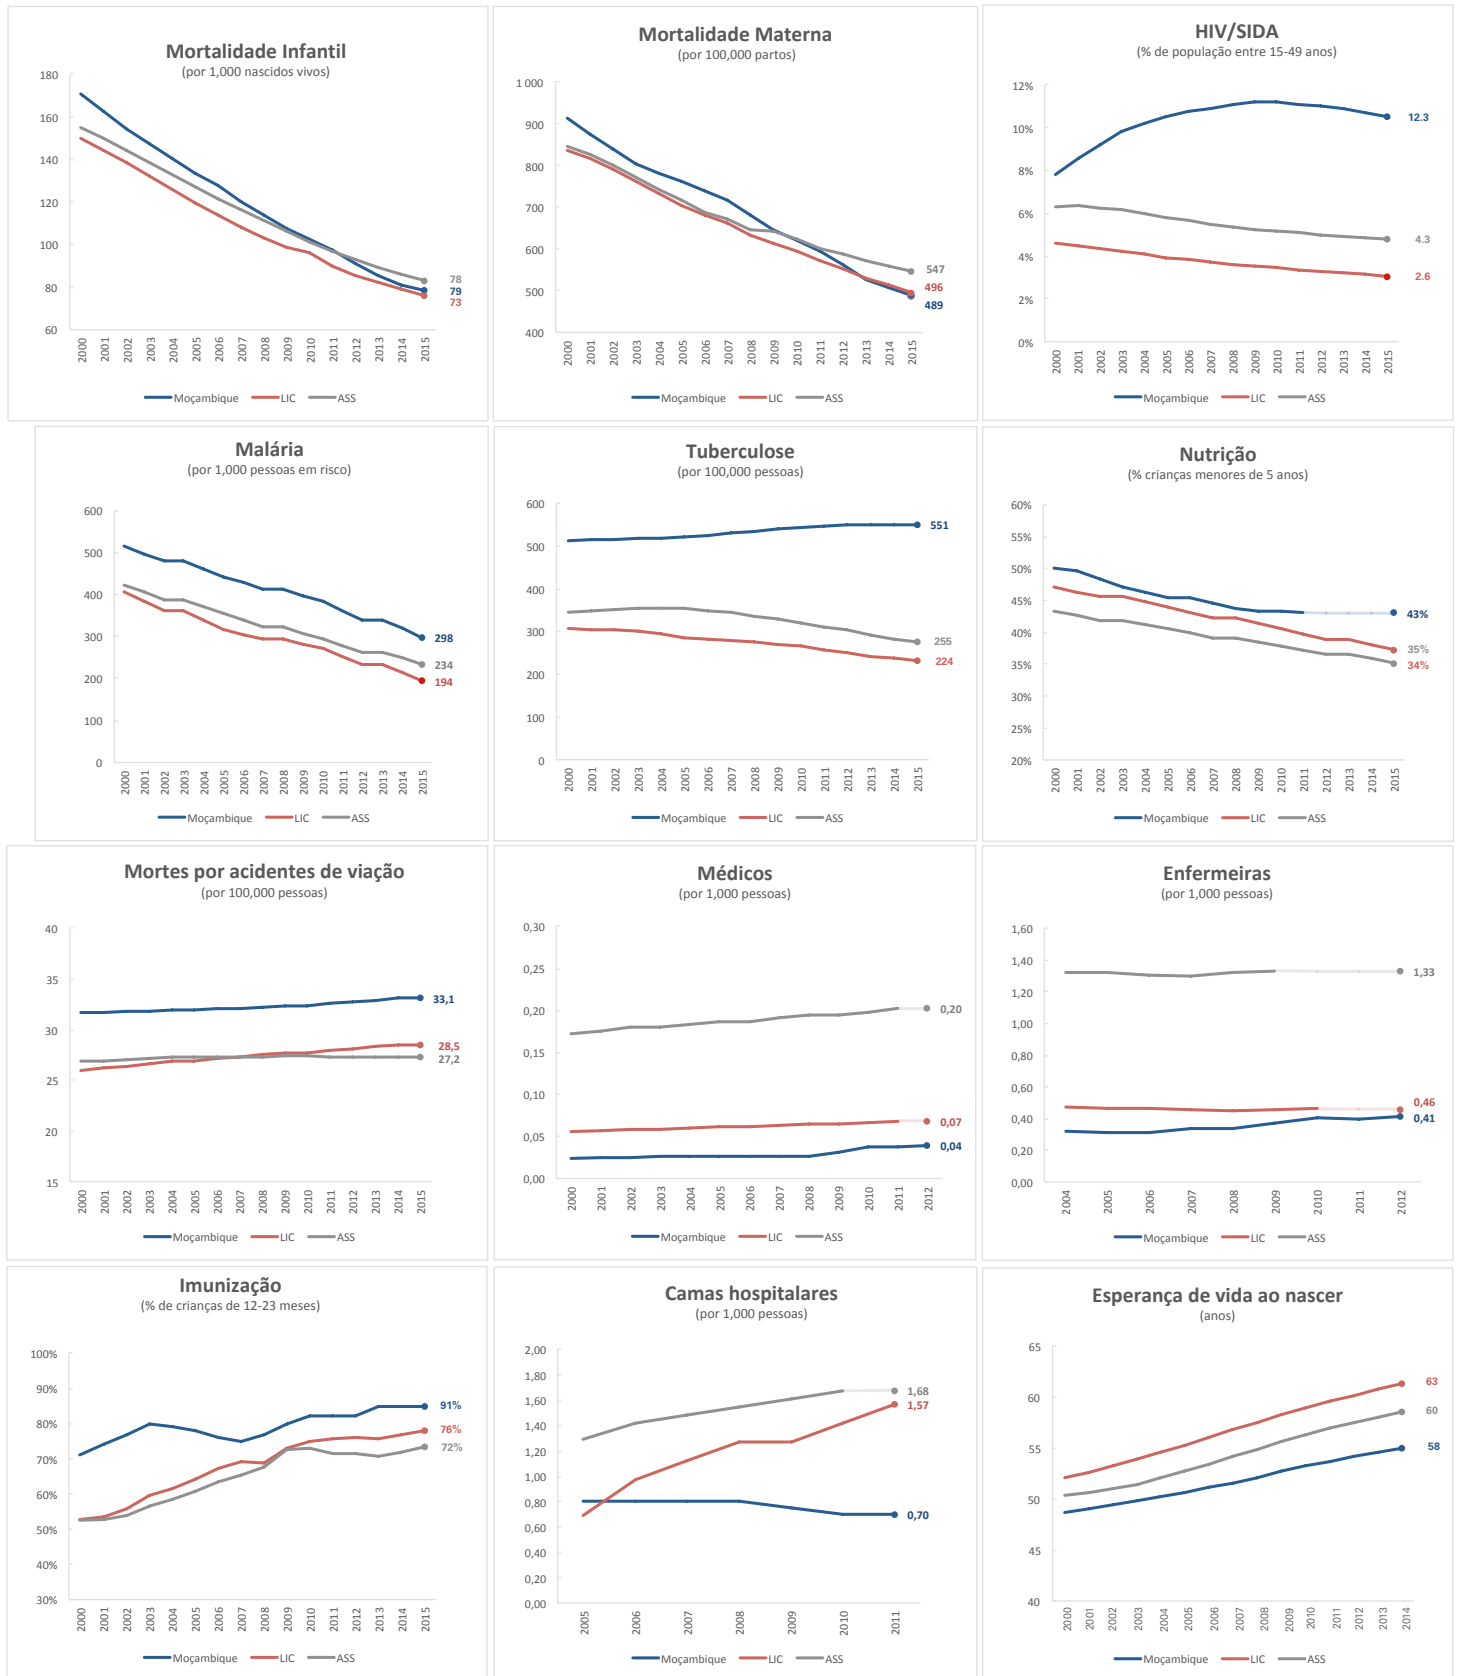 Mortalidade Infantil
(por 1,000 nascidos vivos)
180
160
140
120
100
80
60
78
79
73
2000 2001 2002 2003 2004 2005 2006 2007 2008 2009 2010 2011 2012 2013 2014 2015
Moçambique LIC ASS
Mortalidade Materna
(por 100,000 partos)
1 000
900
800
700
600
500
400
547
496
489
2000 2001 2002 2003 2004 2005 2006 2007 2008 2009 2010 2011 2012 2013 2014 2015
Moçambique LIC ASS
HIV/SIDA
(% de população entre 15-49 anos)
12%
10%
8%
6%
4%
2%
0%
12.3
4.3
2.6
2000 2001 2002 2003 2004 2005 2006 2007 2008 2009 2010 2011 2012 2013 2014 2015
Moçambique LIC ASS
Malária
(por 1,000 pessoas em risco)
600
500
400
300
200
100
0
298
234
194
2000 2001 2002 2003 2004 2005 2006 2007 2008 2009 2010 2011 2012 2013 2014 2015
Moçambique LIC ASS
Tuberculose
(por 100,000 pessoas)
600
500
400
300
200
100
0
551
255
224
2000 2001 2002 2003 2004 2005 2006 2007 2008 2009 2010 2011 2012 2013 2014 2015
Moçambique LIC ASS
Nutrição
(% crianças menores de 5 anos)
60%
55%
50%
45%
40%
35%
30%
25%
20%
43%
35%
34%
2000 2001 2002 2003 2004 2005 2006 2007 2008 2009 2010 2011 2012 2013 2014 2015
Moçambique LIC ASS
Mortes por acidentes de viação
(por 100,000 pessoas)
40
35
30
25
20
15
33,1
28,5
27,2
2000 2001 2002 2003 2004 2005 2006 2007 2008 2009 2010 2011 2012 2013 2014 2015
Moçambique LIC ASS
Médicos
(por 1,000 pessoas)
0,30
0,25
0,20
0,15
0,10
0,05
0,00
0,20
0,07
0,04
2000 2001 2002 2003 2004 2005 2006 2007 2008 2009 2010 2011 2012
Moçambique LIC ASS
Enfermeiras
(por 1,000 pessoas)
1,60
1,40
1,20
1,00
0,80
0,60
0,40
0,20
0,00
1,33
0,46
0,41
2004 2005 2006 2007 2008 2009 2010 2011 2012
Moçambique LIC ASS
Imunização
(% de crianças de 12-23 meses)
100%
90%
80%
70%
60%
50%
40%
30%
91%
76%
72%
2000 2001 2002 2003 2004 2005 2006 2007 2008 2009 2010 2011 2012 2013 2014 2015
Moçambique LIC ASS
Camas hospitalares
(por 1,000 pessoas)
2,00
1,80
1,60
1,40
1,20
1,00
0,80
0,60
0,40
0,20
0,00
1,68
1,57
0,70
2005 2006 2007 2008 2009 2010 2011
Moçambique LIC ASS
Esperança de vida ao nascer
(anos)
65
60
55
50
45
40
63
60
58
2000 2001 2002 2003 2004 2005 2006 2007 2008 2009 2010 2011 2012 2013 2014
Moçambique LIC ASS